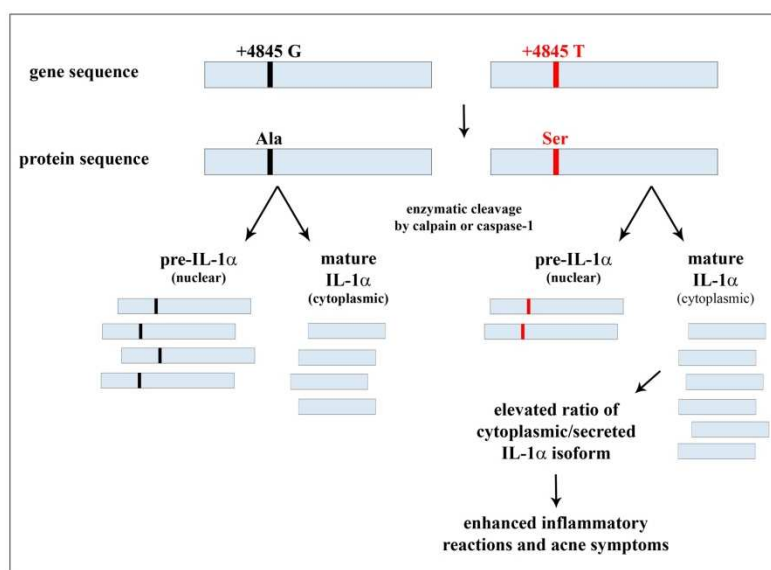 +4845 G
+4845 T
gene sequence
Ala
Ser
protein sequence
enzymatic cleavage
by calpain or caspase-1
pre-IL-1α
(nuclear)
mature
IL-1α
(cytoplasmic)
pre-IL-1α
(nuclear)
mature
IL-1α
(cytoplasmic)
elevated ratio of
cytoplasmic/secreted
IL-1α isoform
enhanced inflammatory
reactions and acne symptoms